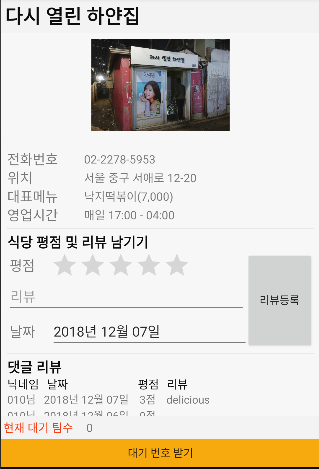 다시 열린 하얀집
다시 열린 하얀집
전화번호 02-2278-5953
위치 서울 중구 서애로 12-20
대표메뉴 낙지떡볶이(7,000)
영업시간 매일 17:00 - 04:00
식당 평점 및 리뷰 남기기
평점
리뷰
리뷰등록
날짜 2018년 12월 07일
댓글 리뷰
닉네임 날짜 평점 리뷰
010님 2018년 12월 07일 3점 delicious
010님 2018년 12월 06일 0점
현재 대기 팀수 0
대기 번호 받기